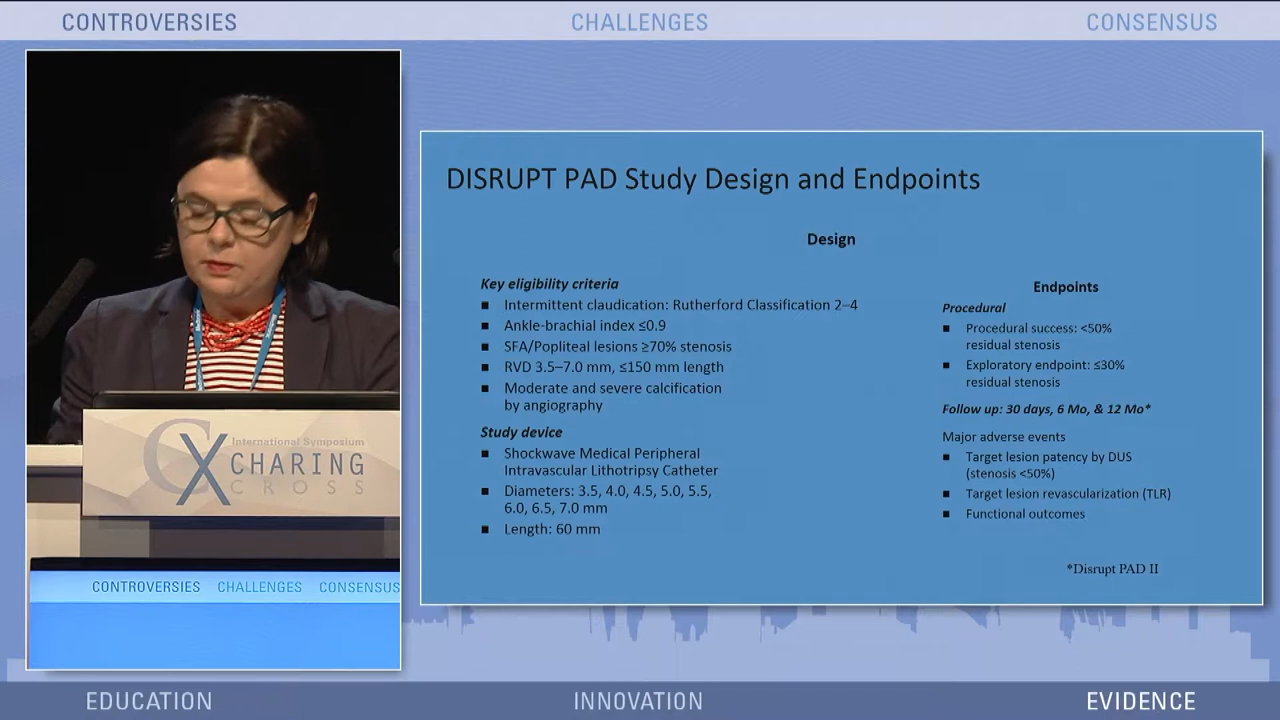 CONTROVERSIES
CHALLENGES
CONSENSUS
DISRUPT PAD Study Design and Endpoints
Design
Key eligibility criteria
■ Intermittent claudication: Rutherford Classification 2–4
■ Ankle-brachial index ≤0.9
■ SFA/Popliteal lesions ≥70% stenosis
■ RVD 3.5–7.0 mm, ≤150 mm length
■ Moderate and severe calcification
by angiography
Study device
■ Shockwave Medical Peripheral
Intravascular Lithotripsy Catheter
■ Diameters: 3.5, 4.0, 4.5, 5.0, 5.5,
6.0, 6.5, 7.0 mm
■ Length: 60 mm
Endpoints
Procedural
■ Procedural success: <50%
residual stenosis
■ Exploratory endpoint: ≤30%
residual stenosis
Follow up: 30 days, 6 Mo, & 12 Mo*
Major adverse events
■ Target lesion patency by DUS
(stenosis <50%)
■ Target lesion revascularization (TLR)
■ Functional outcomes
*Disrupt PAD II
CX
International Symposium
CHARING
CROSS
CONTROVERSIES CHALLENGES CONSENSUS
EDUCATION
INNOVATION
EVIDENCE